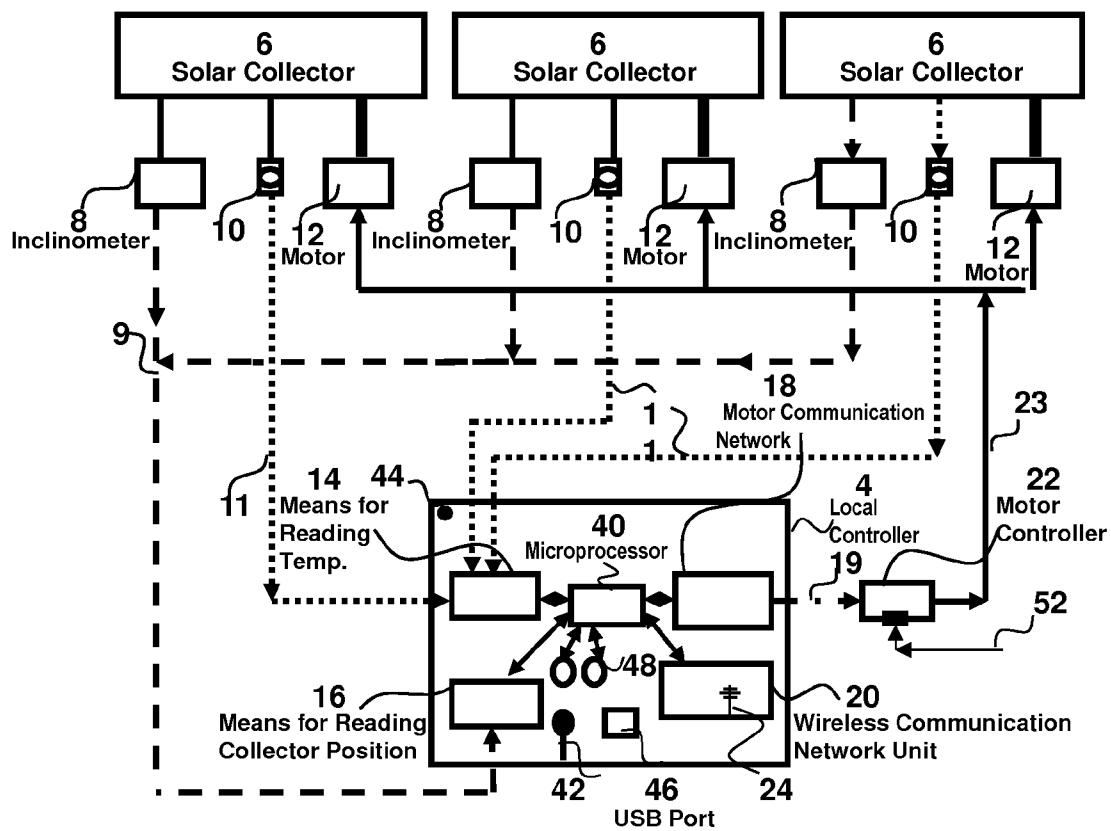 6
Solar Collector
6
Solar Collector
6
Solar Collector
8
Inclinometer
10
12
Motor
8
Inclinometer
10
12
Motor
8
Inclinometer
10
12
Motor
9
11
1
1
18
Motor Communication
Network
23
14
Means for
Reading
Temp.
44
40
Microprocessor
4
Local
Controller
19
22
Motor
Controller
52
48
16
Means for Reading
Collector Position
20
Wireless Communication
Network Unit
42
46
USB Port
24